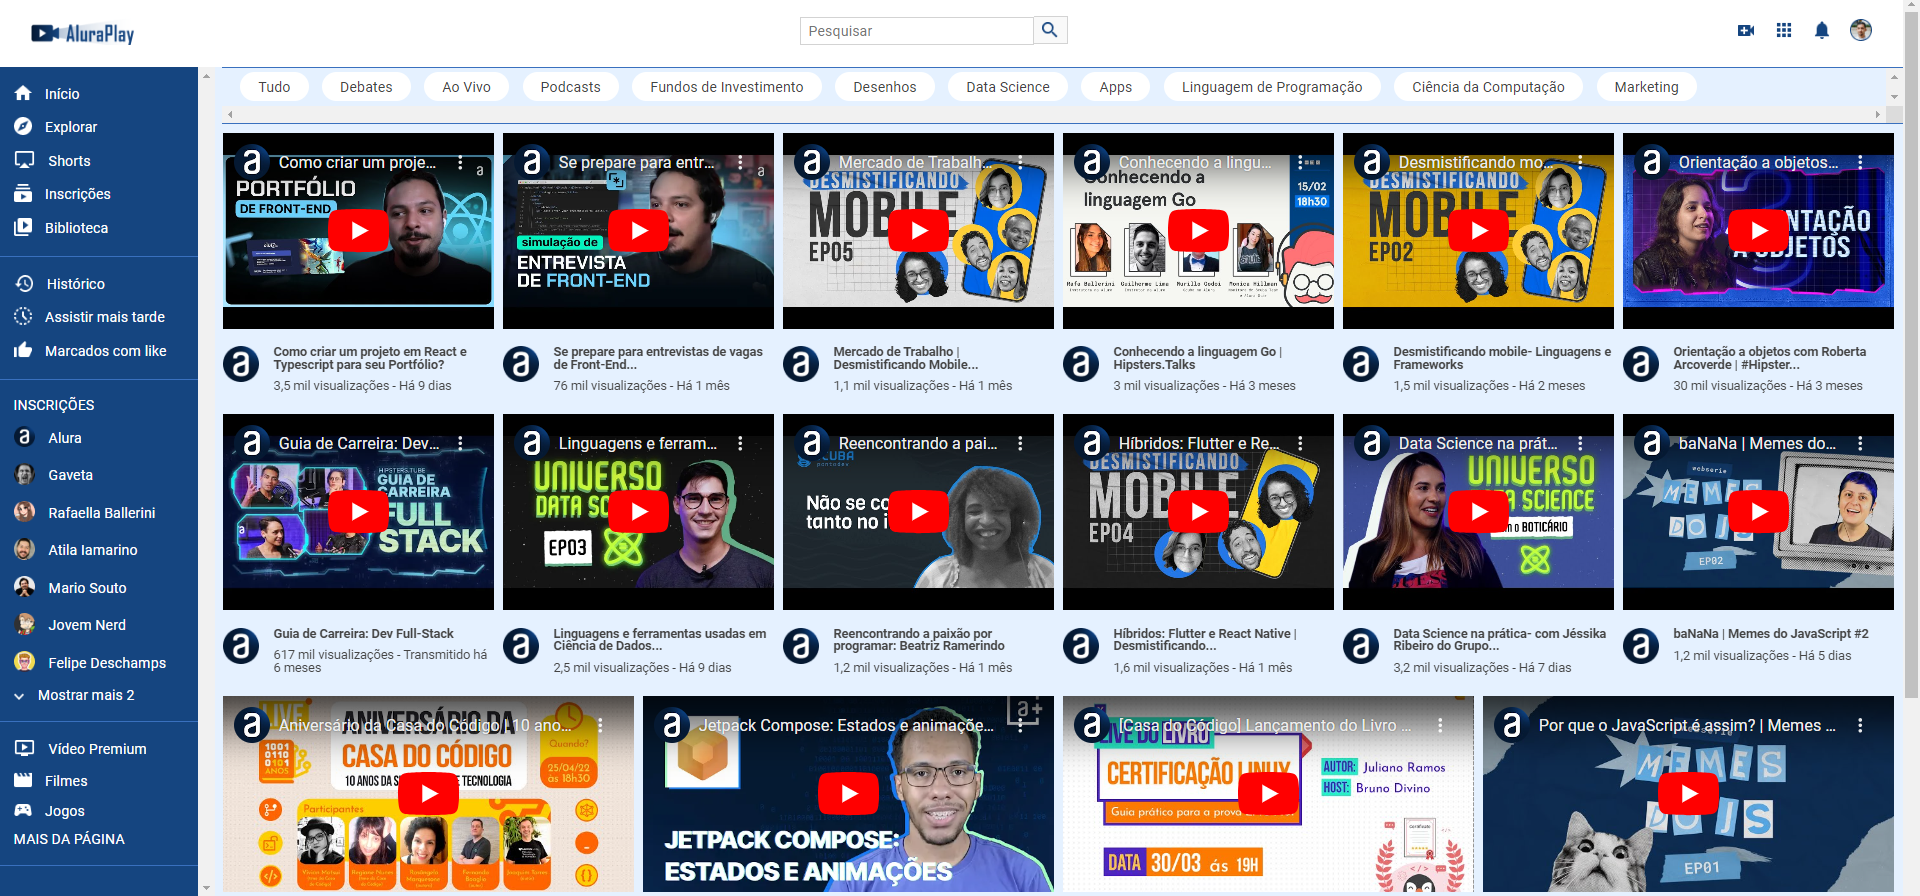 AluraPlay
Pesquisar
Início
Explorar
Shorts
Inscrições
Biblioteca
Histórico
Assistir mais tarde
Marcados com like
INSCRIÇÕES
Alura
Gaveta
Rafaella Ballerini
Atila Iamarino
Mario Souto
Jovem Nerd
Felipe Deschamps
Mostrar mais 2
Vídeo Premium
Filmes
Jogos
MAIS DA PÁGINA
Tudo
Debates
Ao Vivo
Podcasts
Fundos de Investimento
Desenhos
Data Science
Apps
Linguagem de Programação
Ciência da Computação
Marketing
Como criar um proje...
PORTFÓLIO
DE FRONT-END
Se prepare para entr...
simulação de
ENTREVISTA
DE FRONT-END
Mercado de Trabalh...
DESMISTIFICANDO
MOBILE
EP05
Conhecendo a lingu...
Conhecendo a
linguagem Go
15/02
18h30
Rafa Ballerini
Guilherme Lima
Murillo Godoi
Monica Hillman
Desmistificando mo...
DESMISTIFICANDO
MOBILE
EP02
Orientação a objetos...
A OBJETOS
Como criar um projeto em React e
Typescript para seu Portfólio?
3,5 mil visualizações - Há 9 dias
Se prepare para entrevistas de vagas
de Front-End...
76 mil visualizações - Há 1 mês
Mercado de Trabalho |
Desmistificando Mobile...
1,1 mil visualizações - Há 1 mês
Conhecendo a linguagem Go |
Hipsters.Talks
3 mil visualizações - Há 3 meses
Desmistificando mobile- Linguagens e
Frameworks
1,5 mil visualizações - Há 2 meses
Orientação a objetos com Roberta
Arcoverde | #Hipster...
30 mil visualizações - Há 3 meses
Guia de Carreira: Dev...
HIPSTERS.TUBE
GUIA DE
CARREIRA
FULL
STACK
Linguagens e ferram...
UNIVERSO
DATA SC
EP03
Reencontrando a pai...
CUBA
pontodev
Não se co
tanto no i
Híbridos: Flutter e Re...
DESMISTIFICANDO
MOBILE
EP04
Data Science na prát...
UNIVERSO
DATA SCIENCE
o BOTICÁRIO
baNaNa | Memes do...
webserie
MEMES
DO JS
EP02
Guia de Carreira: Dev Full-Stack
617 mil visualizações - Transmitido há
6 meses
Linguagens e ferramentas usadas em
Ciência de Dados...
2,5 mil visualizações - Há 9 dias
Reencontrando a paixão por
programar: Beatriz Ramerindo
1,2 mil visualizações - Há 1 mês
Híbridos: Flutter e React Native |
Desmistificando...
1,6 mil visualizações - Há 1 mês
Data Science na prática- com Jéssika
Ribeiro do Grupo...
3,2 mil visualizações - Há 7 dias
baNaNa | Memes do JavaScript #2
1,2 mil visualizações - Há 5 dias
Aniversário da Casa do Código | 10 ano...
LIVE
ANIVERSÁRIO DA
CASA DO CÓDIGO
10 ANOS DA
E TECNOLOGIA
1001
0110
101
ANOS
Quando?
25/04/22
às 18h30
Participantes
Jetpack Compose: Estados e animaçõe...
a+
JETPACK COMPOSE:
ESTADOS E ANIMAÇÕES
[Casa do Código] Lançamento do Livro ...
LIVE DO LIVRO
CERTIFICAÇÃO LINUX
Guia prático para a prova
AUTOR: Juliano Ramos
HOST: Bruno Divino
DATA 30/03 às 19H
Certificate
Por que o JavaScript é assim? | Memes ...
MEMES
DO JS
EP01